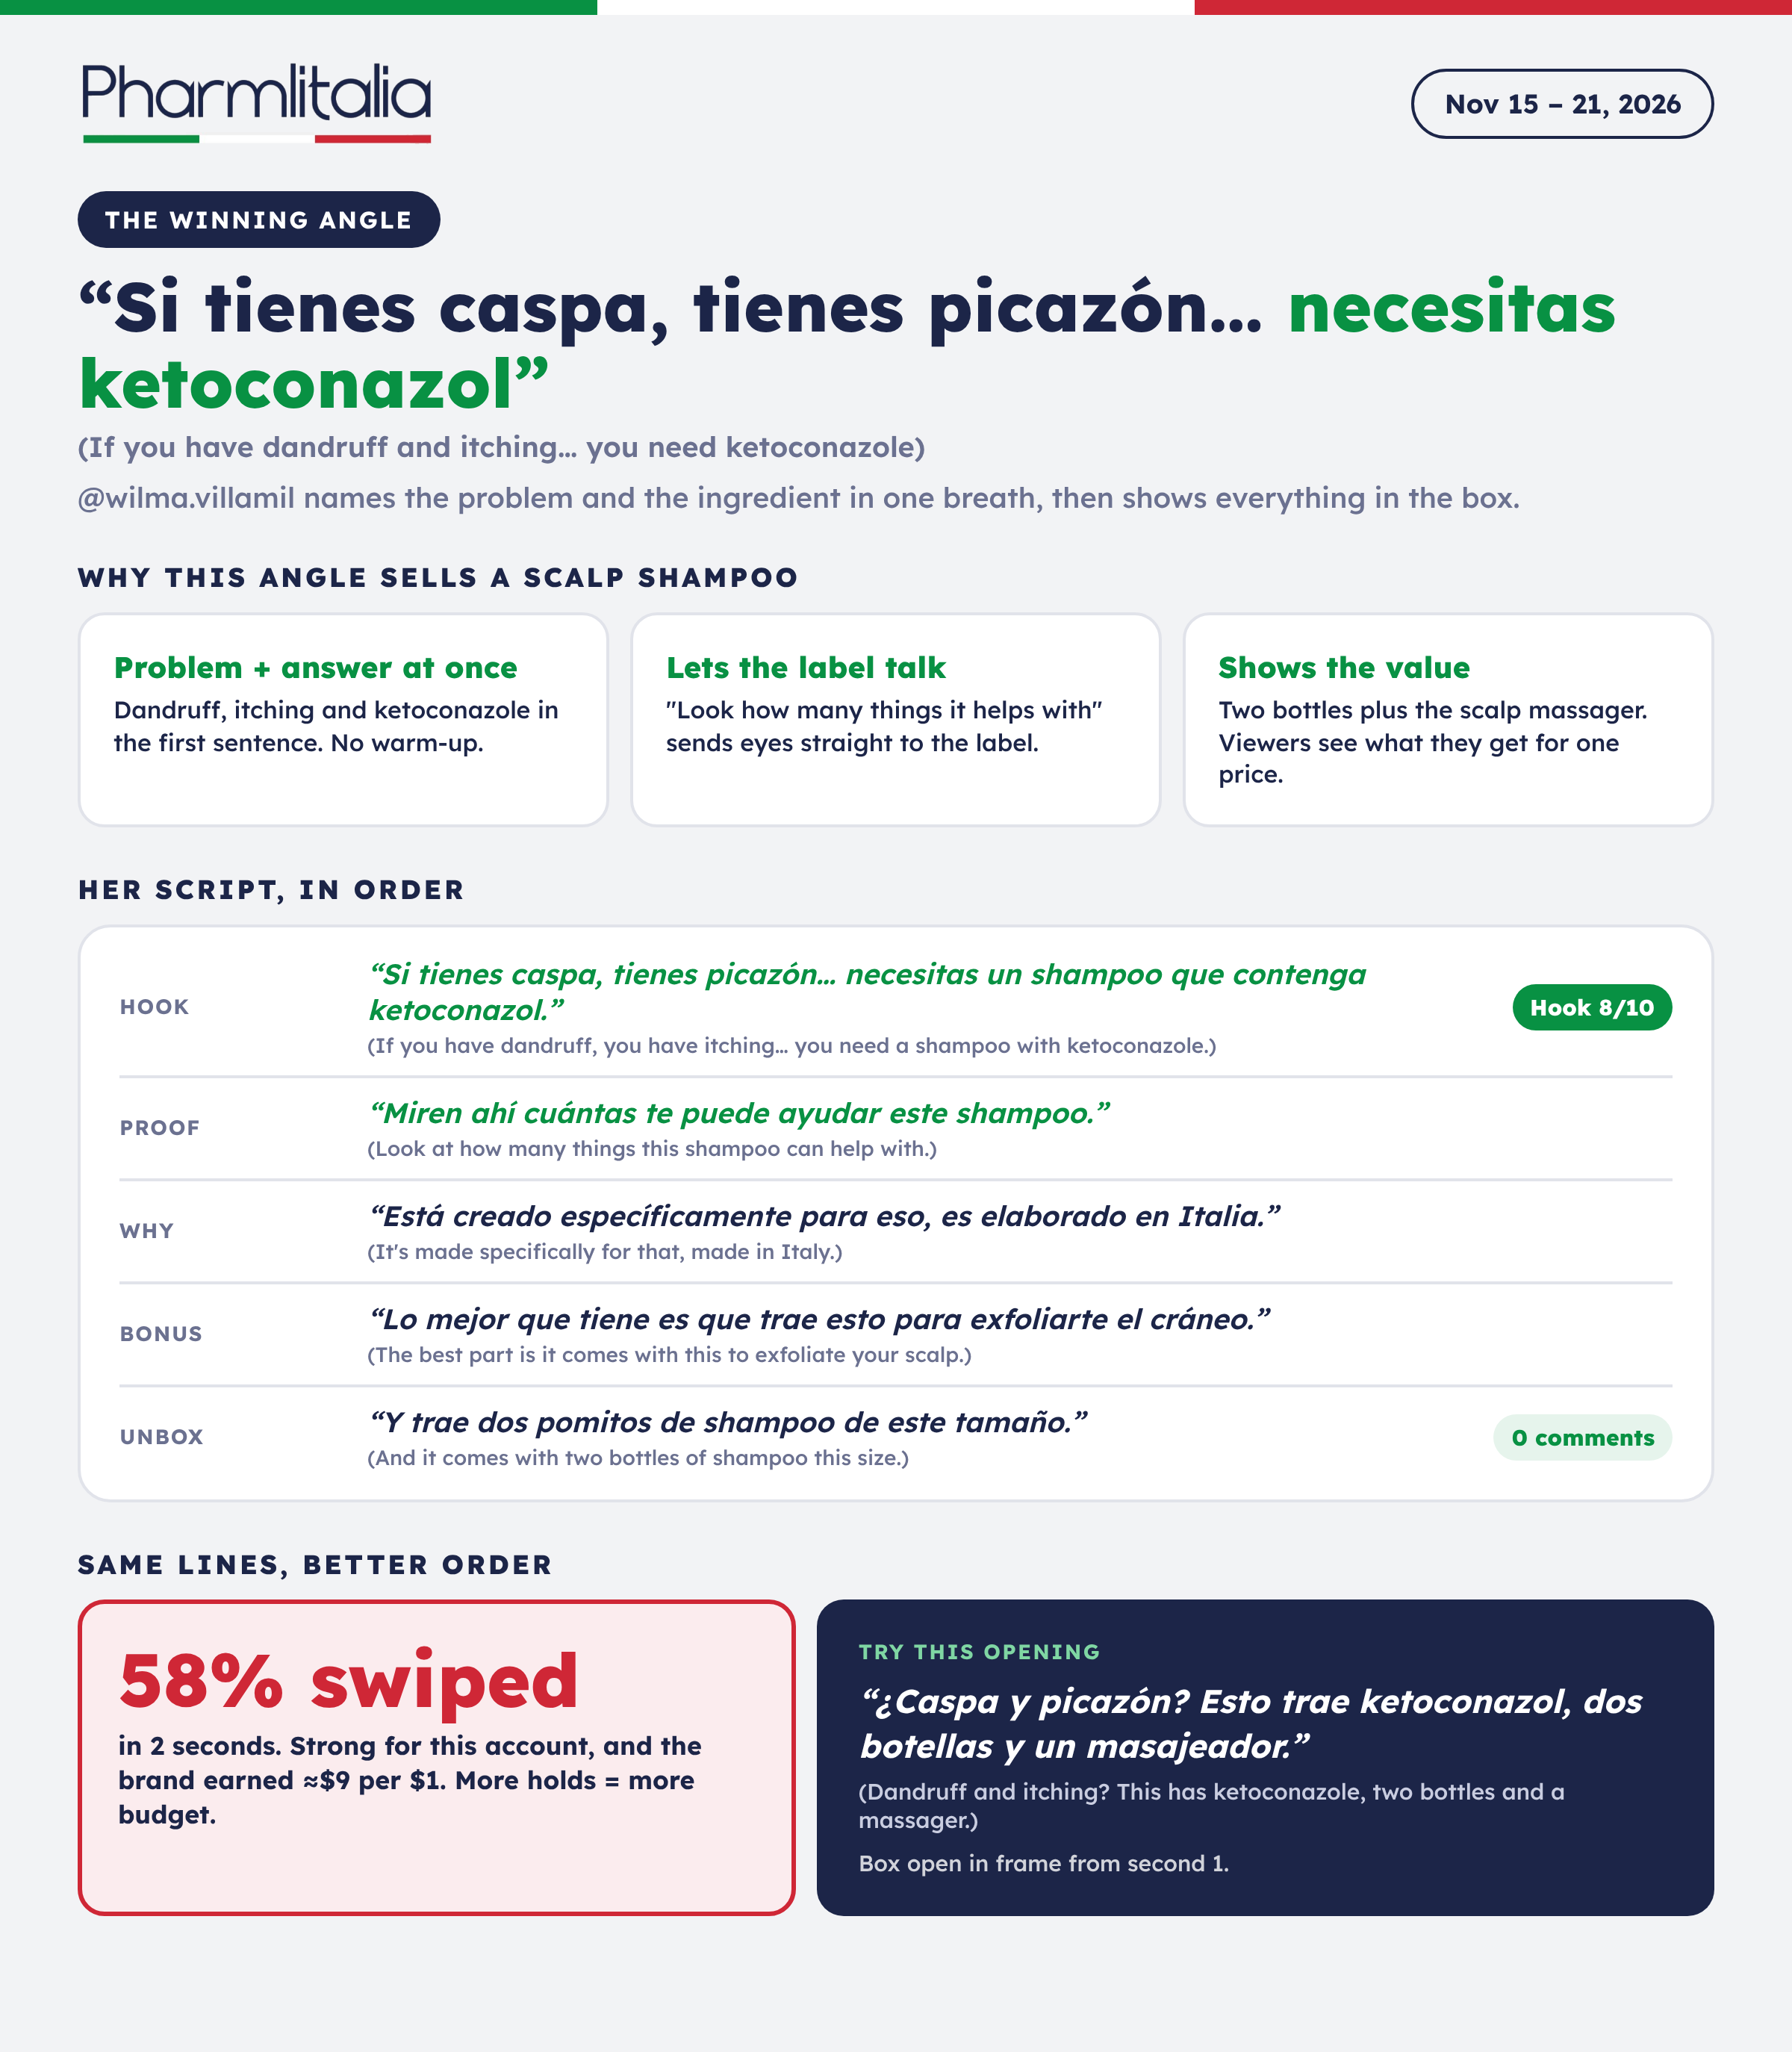 Pharmlitalia
Nov 15 – 21, 2026
THE WINNING ANGLE
“Si tienes caspa, tienes picazón... necesitas
ketoconazol”
(If you have dandruff and itching... you need ketoconazole)
@wilma.villamil names the problem and the ingredient in one breath, then shows everything in the box.
WHY THIS ANGLE SELLS A SCALP SHAMPOO
Problem + answer at once
Dandruff, itching and ketoconazole in
the first sentence. No warm-up.
Lets the label talk
"Look how many things it helps with"
sends eyes straight to the label.
Shows the value
Two bottles plus the scalp massager.
Viewers see what they get for one
price.
HER SCRIPT, IN ORDER
HOOK
“Si tienes caspa, tienes picazón... necesitas un shampoo que contenga
ketoconazol.”
(If you have dandruff, you have itching... you need a shampoo with ketoconazole.)
Hook 8/10
PROOF
“Miren ahí cuántas te puede ayudar este shampoo.”
(Look at how many things this shampoo can help with.)
WHY
“Está creado específicamente para eso, es elaborado en Italia.”
(It's made specifically for that, made in Italy.)
BONUS
“Lo mejor que tiene es que trae esto para exfoliarte el cráneo.”
(The best part is it comes with this to exfoliate your scalp.)
UNBOX
“Y trae dos pomitos de shampoo de este tamaño.”
(And it comes with two bottles of shampoo this size.)
0 comments
SAME LINES, BETTER ORDER
58% swiped
in 2 seconds. Strong for this account, and the
brand earned ≈$9 per $1. More holds = more
budget.
TRY THIS OPENING
“¿Caspa y picazón? Esto trae ketoconazol, dos
botellas y un masajeador.”
(Dandruff and itching? This has ketoconazole, two bottles and a
massager.)
Box open in frame from second 1.